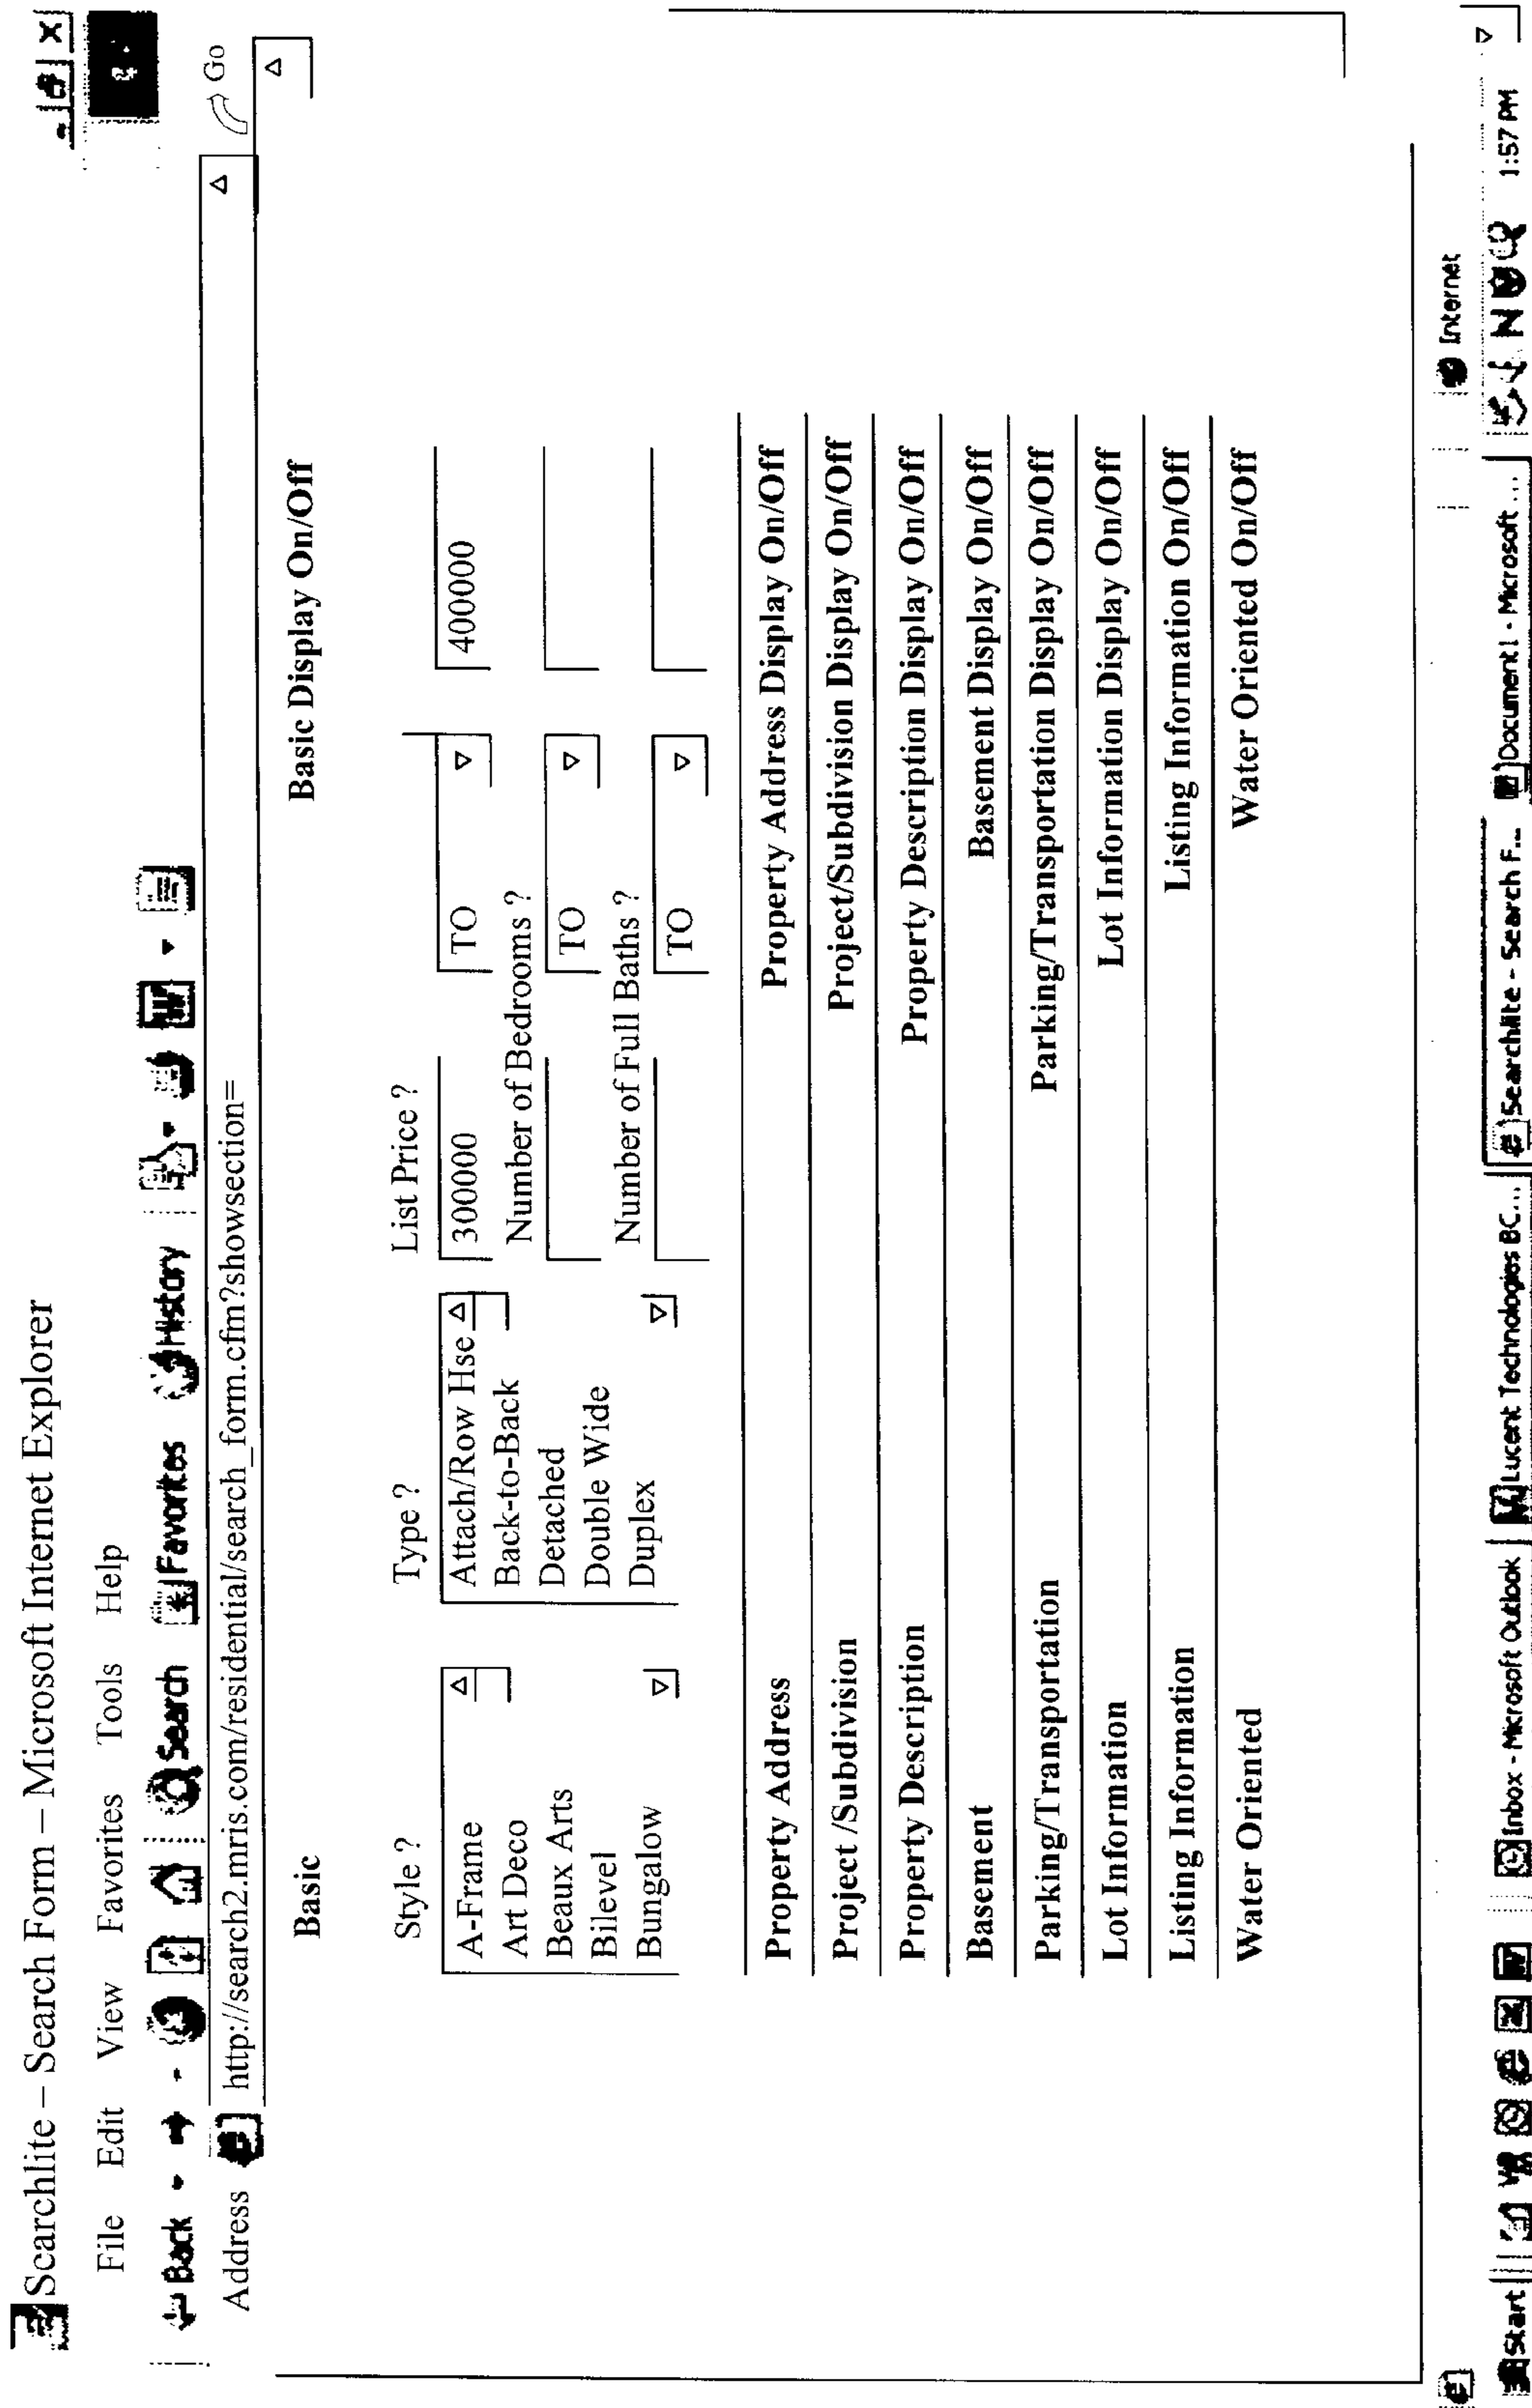 Searchlite – Search Form – Microsoft Internet Explorer
File Edit View Favorites Tools Help
Back Search Favorites History
Address http://search2.mris.com/residential/search_form.cfm?showsection= Go
Basic Basic Display On/Off
Style ? Type ? List Price ?
A-Frame Attach/Row Hse 300000 TO 400000
Art Deco Back-to-Back Number of Bedrooms ?
Beaux Arts Detached TO
Bilevel Double Wide Number of Full Baths ?
Bungalow Duplex TO
Property Address Property Address Display On/Off
Project /Subdivision Project/Subdivision Display On/Off
Property Description Property Description Display On/Off
Basement Basement Display On/Off
Parking/Transportation Parking/Transportation Display On/Off
Lot Information Lot Information Display On/Off
Listing Information Listing Information On/Off
Water Oriented Water Oriented On/Off
Internet
Start Inbox - Microsoft Outlook Lucent Technologies BC... Searchlite - Search F... Document1 - Microsoft ... 1:57 PM